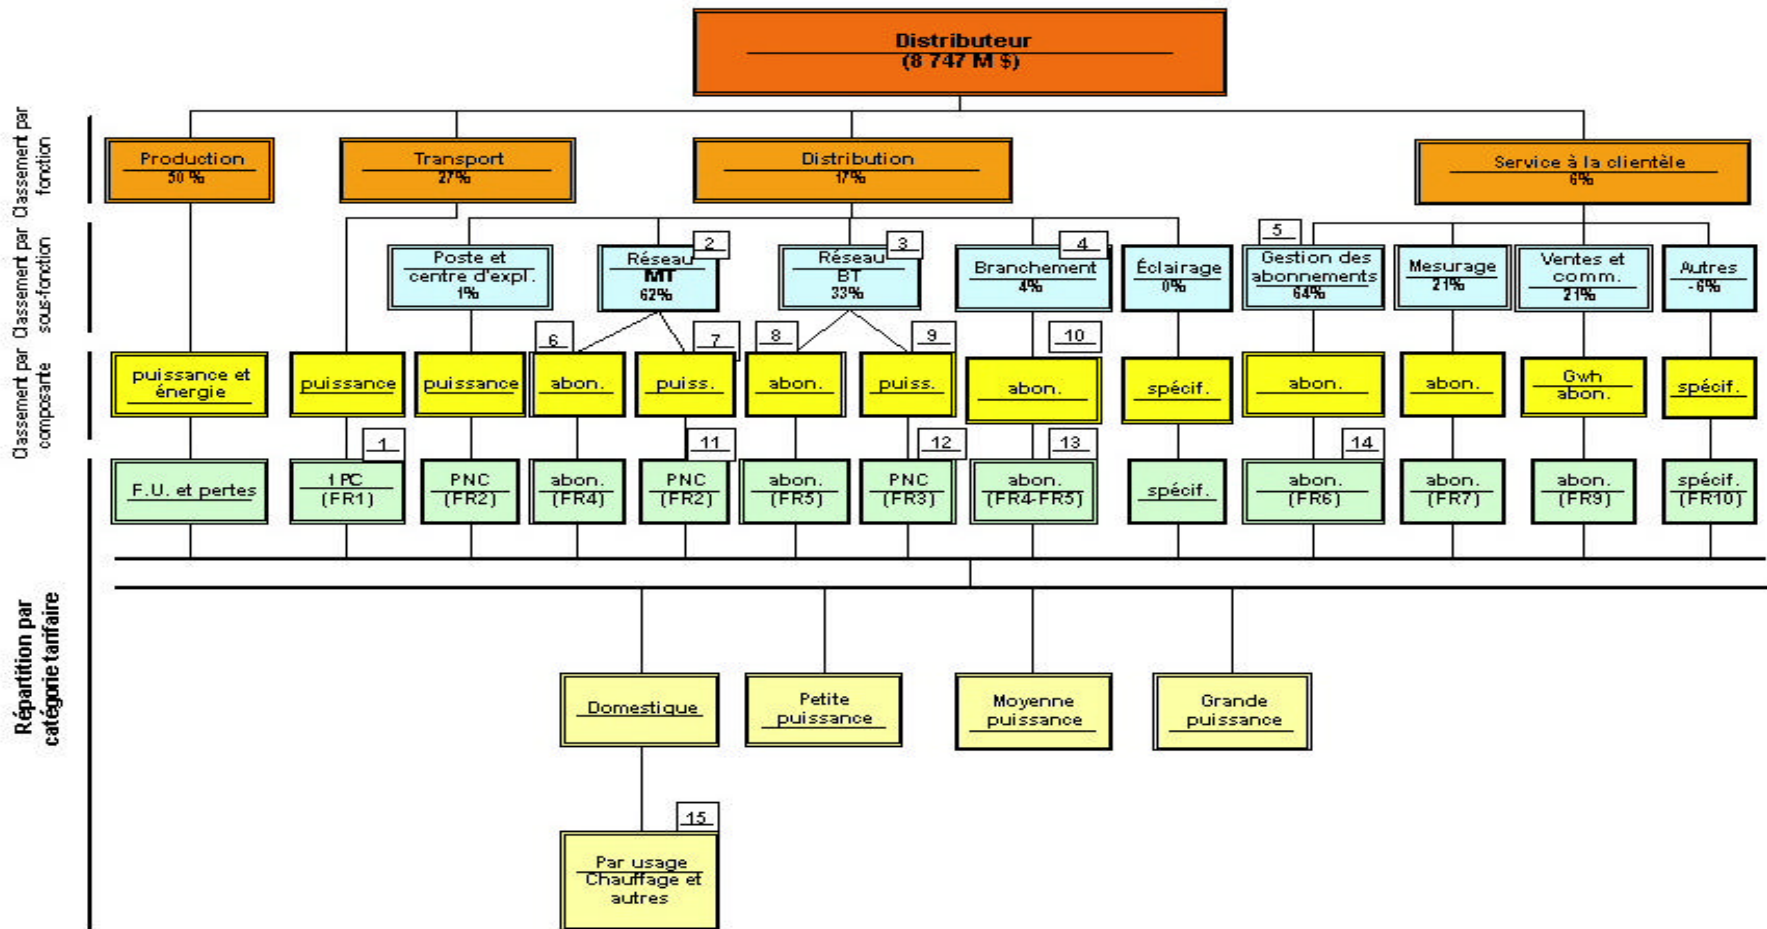 Distributeur
(8 747 M $)
Classement par
fonction
Production
50 %
Transport
27%
Distribution
17%
Service à la clientèle
6%
Classement par
sous-fonction
Poste et
centre d'expl.
1%
2
Réseau
MT
62%
3
Réseau
BT
33%
4
Branchement
4%
Éclairage
0%
5
Gestion des
abonnements
64%
Mesurage
21%
Ventes et
comm.
21%
Autres
-6%
Classement par
composante
puissance et
énergie
puissance
puissance
6
abon.
7
puiss.
8
abon.
9
puiss.
10
abon.
spécif.
abon.
abon.
Gwh
abon.
spécif.
F.U. et pertes
1
1 PC
(FR1)
PNC
(FR2)
abon.
(FR4)
11
PNC
(FR2)
abon.
(FR5)
12
PNC
(FR3)
13
abon.
(FR4-FR5)
spécif.
14
abon.
(FR6)
abon.
(FR7)
abon.
(FR9)
spécif.
(FR10)
Répartition par
catégorie tarifaire
Domestique
Petite
puissance
Moyenne
puissance
Grande
puissance
15
Par usage
Chauffage et
autres